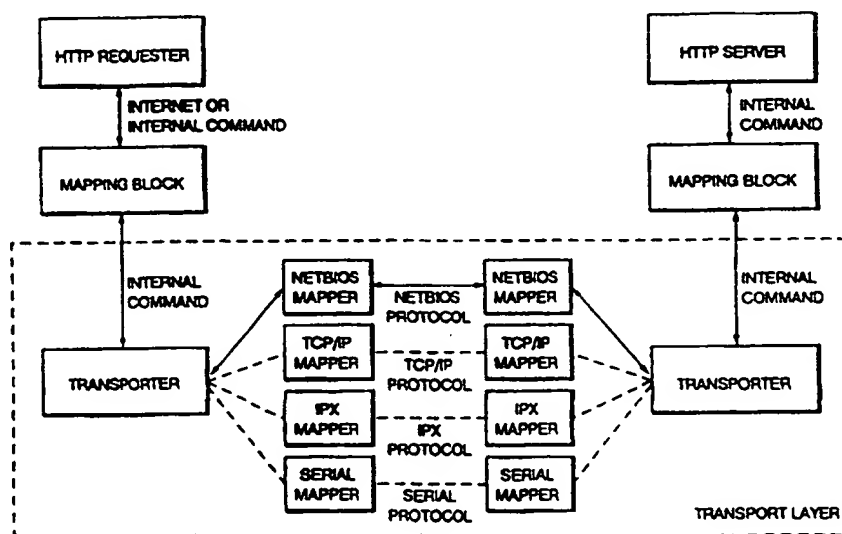 HTTP REQUESTER
HTTP SERVER
INTERNET OR
INTERNAL COMMAND
INTERNAL
COMMAND
MAPPING BLOCK
MAPPING BLOCK
INTERNAL
COMMAND
NETBIOS
MAPPER
NETBIOS
PROTOCOL
NETBIOS
MAPPER
INTERNAL
COMMAND
TRANSPORTER
TCP/IP
MAPPER
TCP/IP
PROTOCOL
TCP/IP
MAPPER
TRANSPORTER
IPX
MAPPER
IPX
PROTOCOL
IPX
MAPPER
SERIAL
MAPPER
SERIAL
PROTOCOL
SERIAL
MAPPER
TRANSPORT LAYER